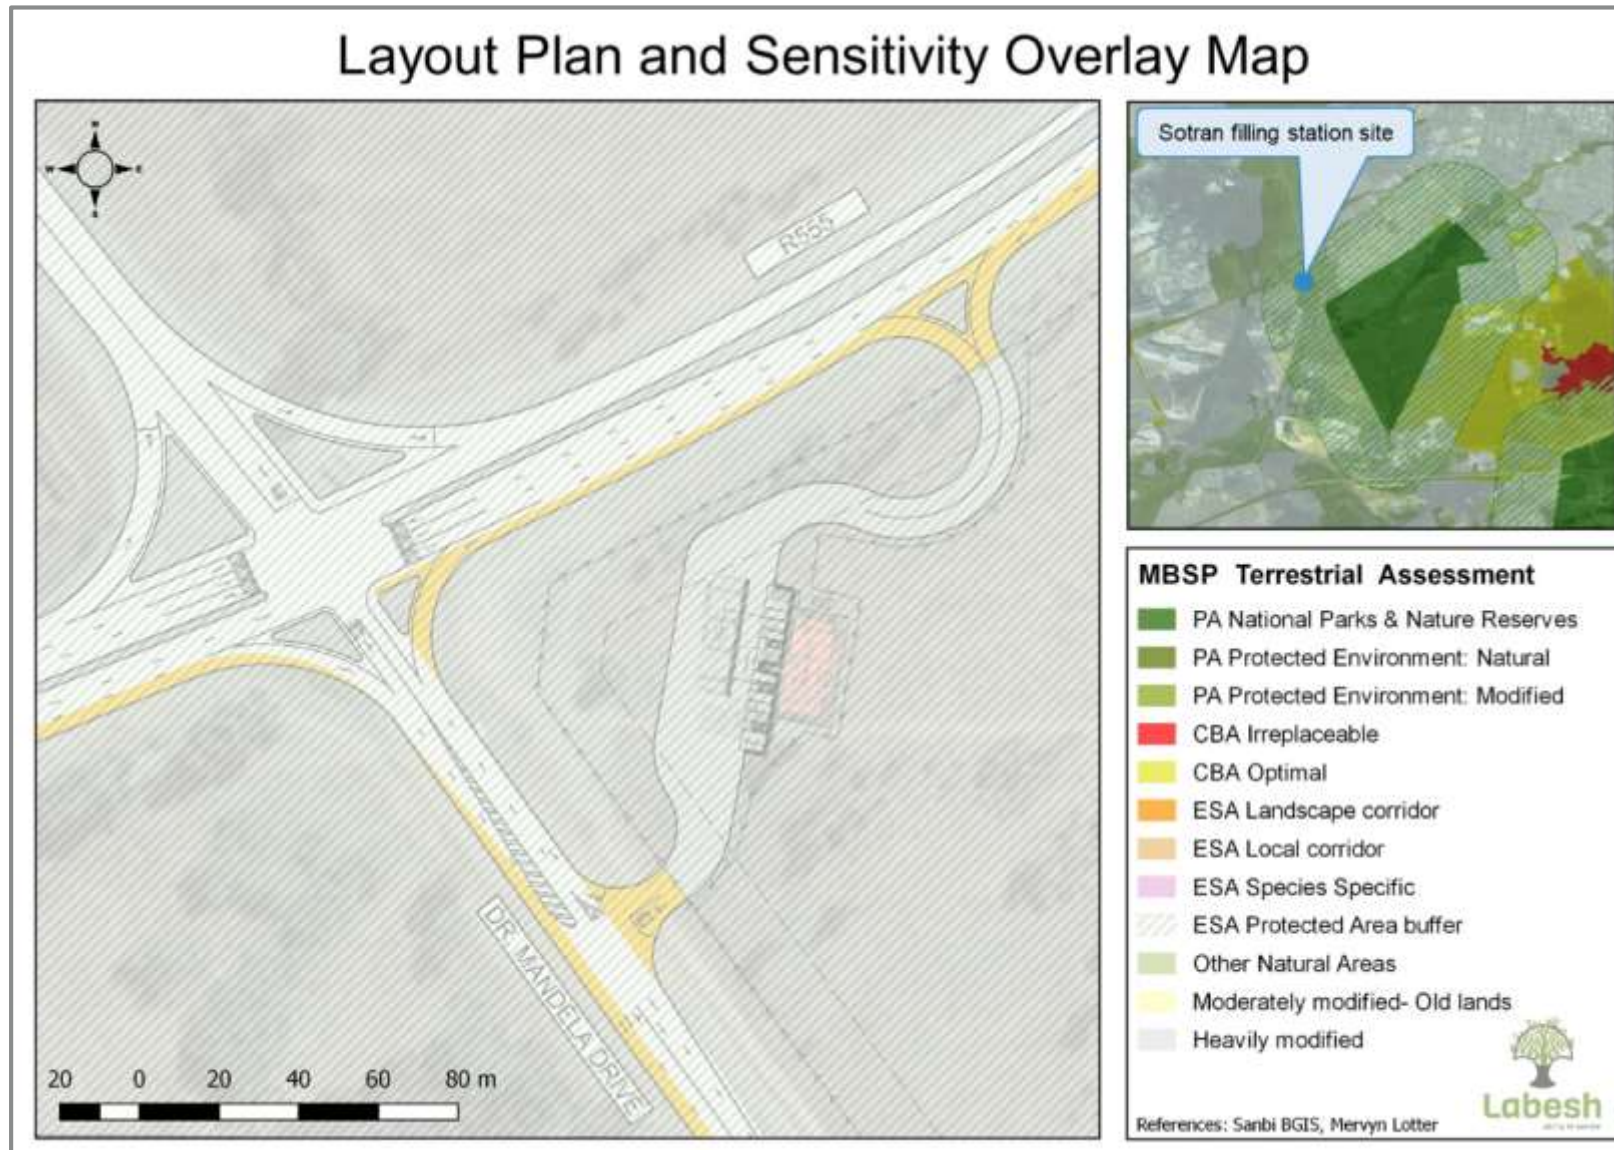 Layout Plan and Sensitivity Overlay Map
N
W
E
S
R555
DR. MANDELA DRIVE
20 0 20 40 60 80 m
Sotran filling station site
MBSP Terrestrial Assessment
PA National Parks & Nature Reserves
PA Protected Environment: Natural
PA Protected Environment: Modified
CBA Irreplaceable
CBA Optimal
ESA Landscape corridor
ESA Local corridor
ESA Species Specific
ESA Protected Area buffer
Other Natural Areas
Moderately modified- Old lands
Heavily modified
Labesh
References: Sanbi BGIS, Mervyn Lotter